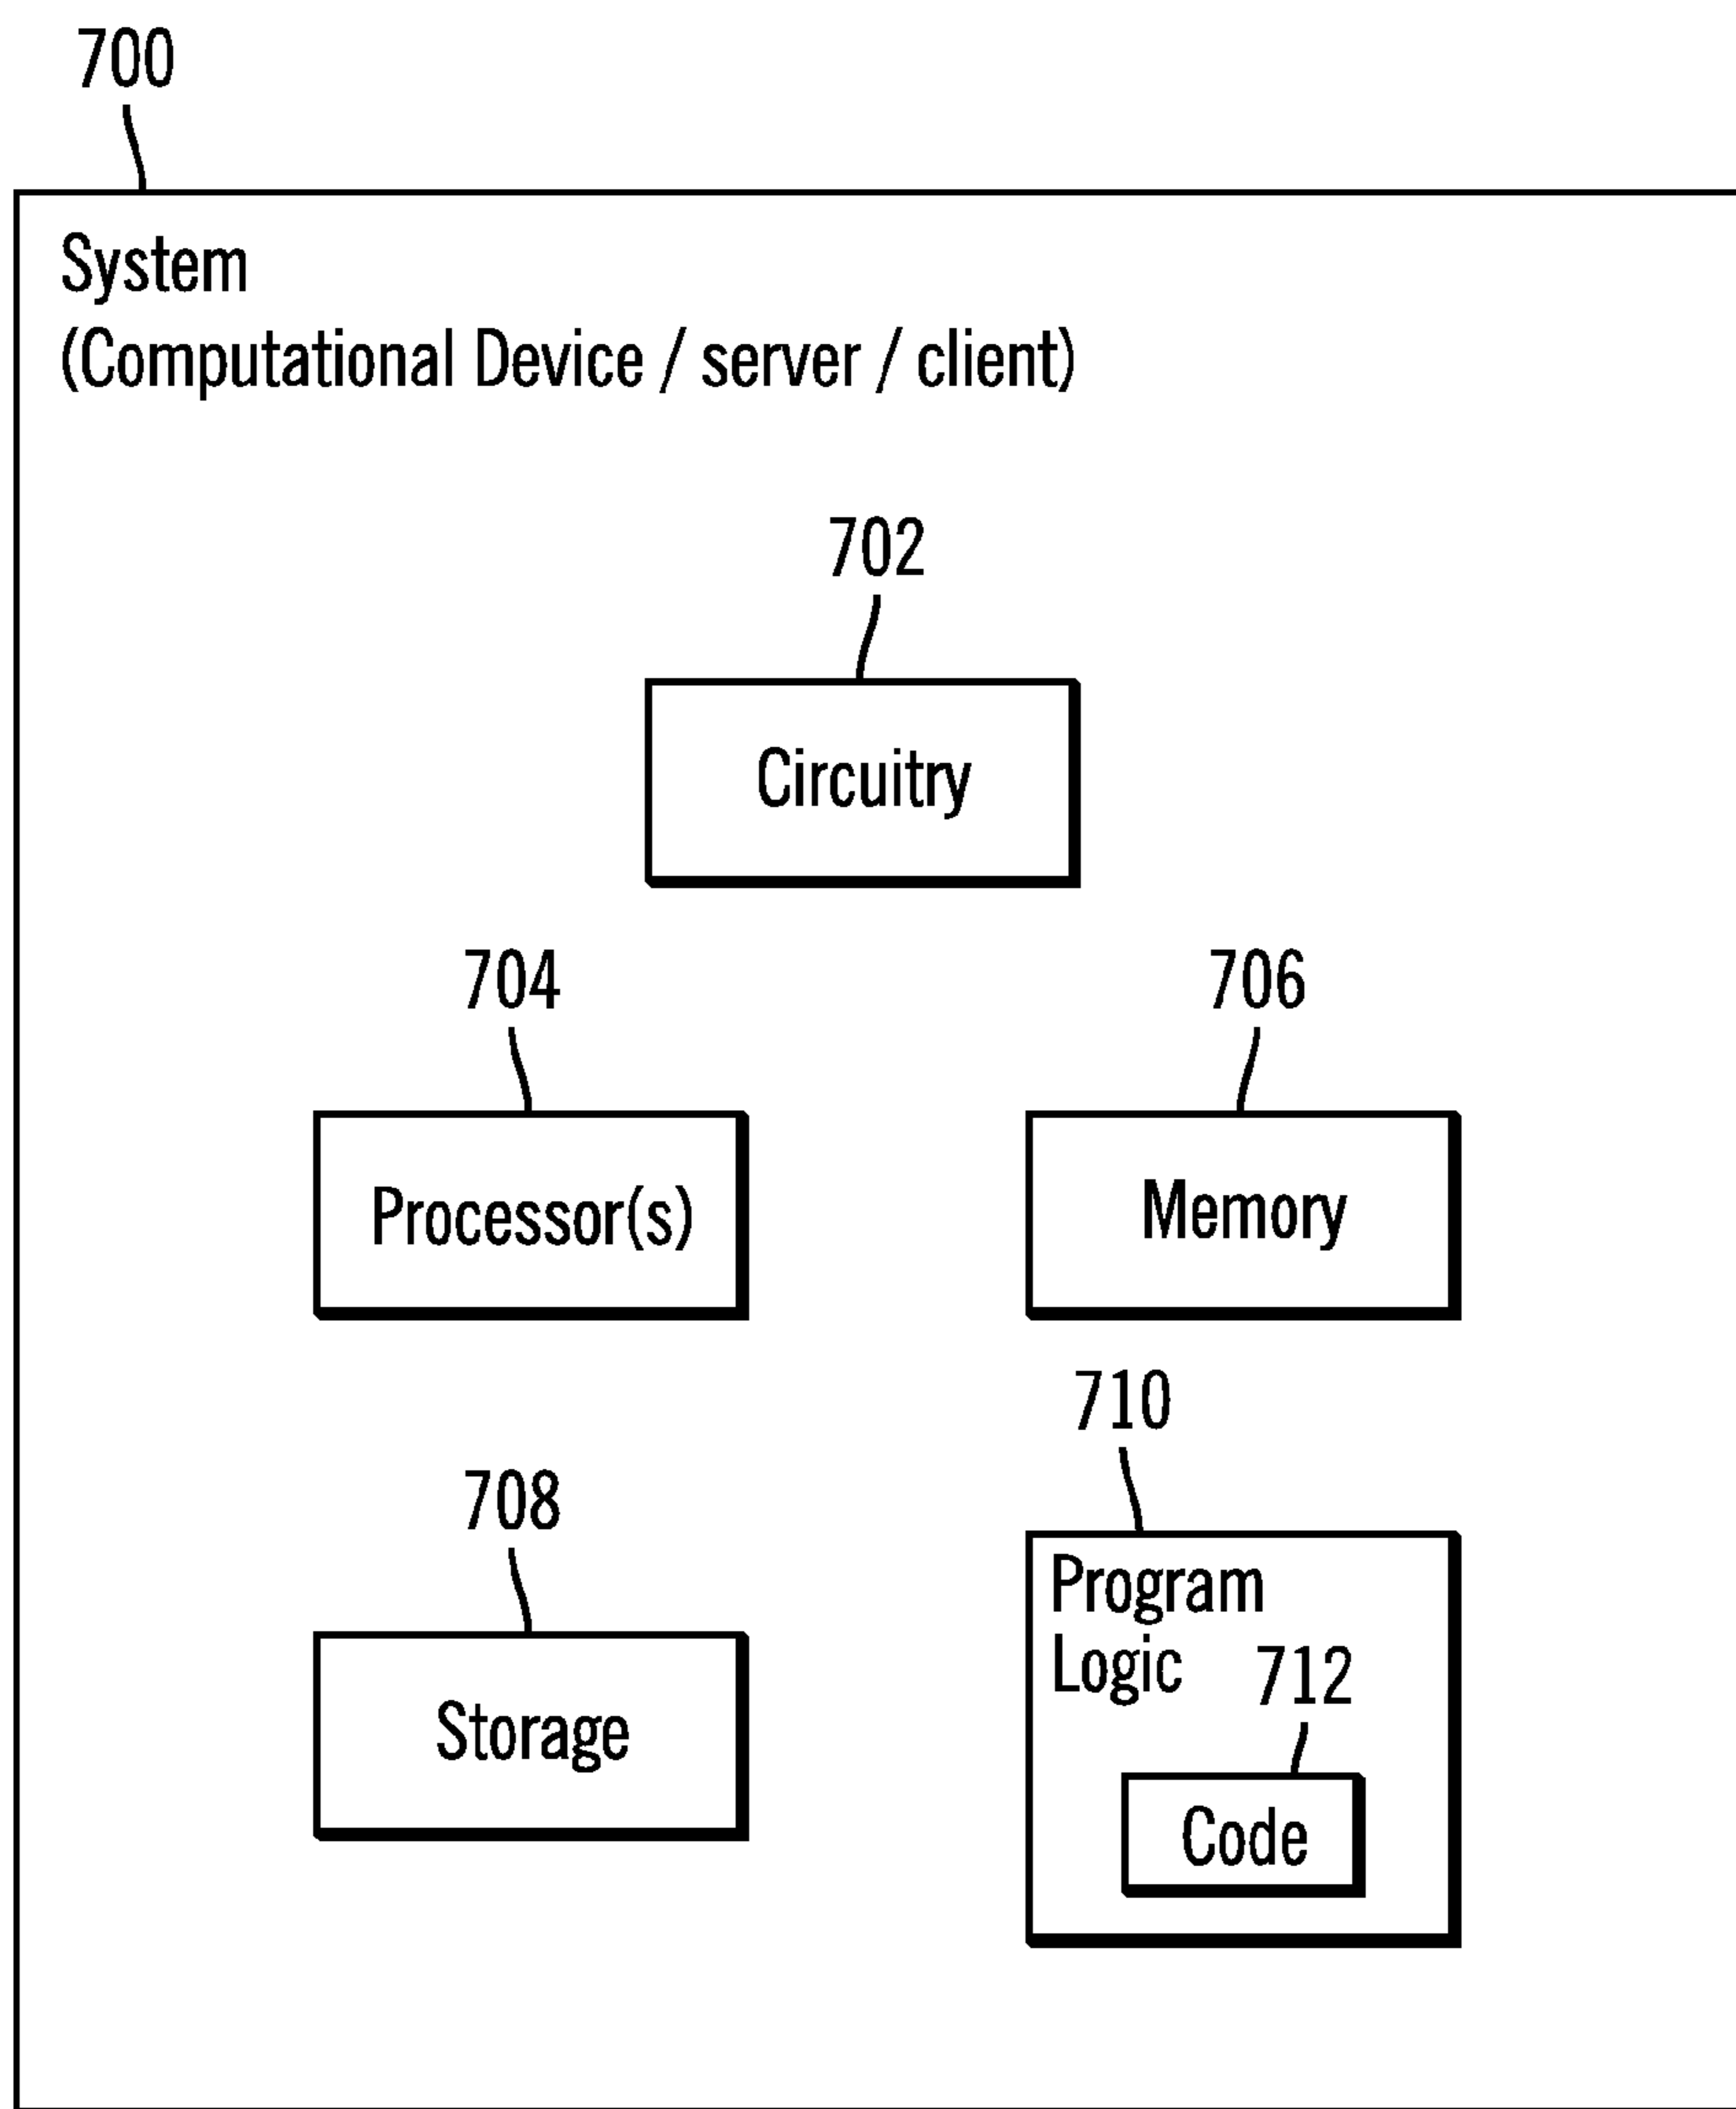 700
System
(Computational Device / server / client)
702
Circuitry
704
706
Processor(s)
Memory
710
708
Program
Logic
712
Storage
Code